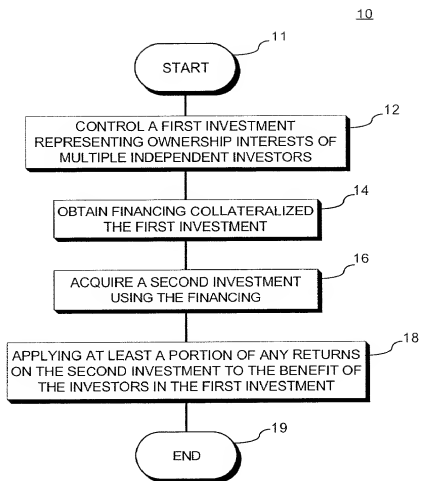 10
11
START
12
CONTROL A FIRST INVESTMENT
REPRESENTING OWNERSHIP INTERESTS OF
MULTIPLE INDEPENDENT INVESTORS
14
OBTAIN FINANCING COLLATERALIZED
THE FIRST INVESTMENT
16
ACQUIRE A SECOND INVESTMENT
USING THE FINANCING
18
APPLYING AT LEAST A PORTION OF ANY RETURNS
ON THE SECOND INVESTMENT TO THE BENEFIT OF
THE INVESTORS IN THE FIRST INVESTMENT
19
END